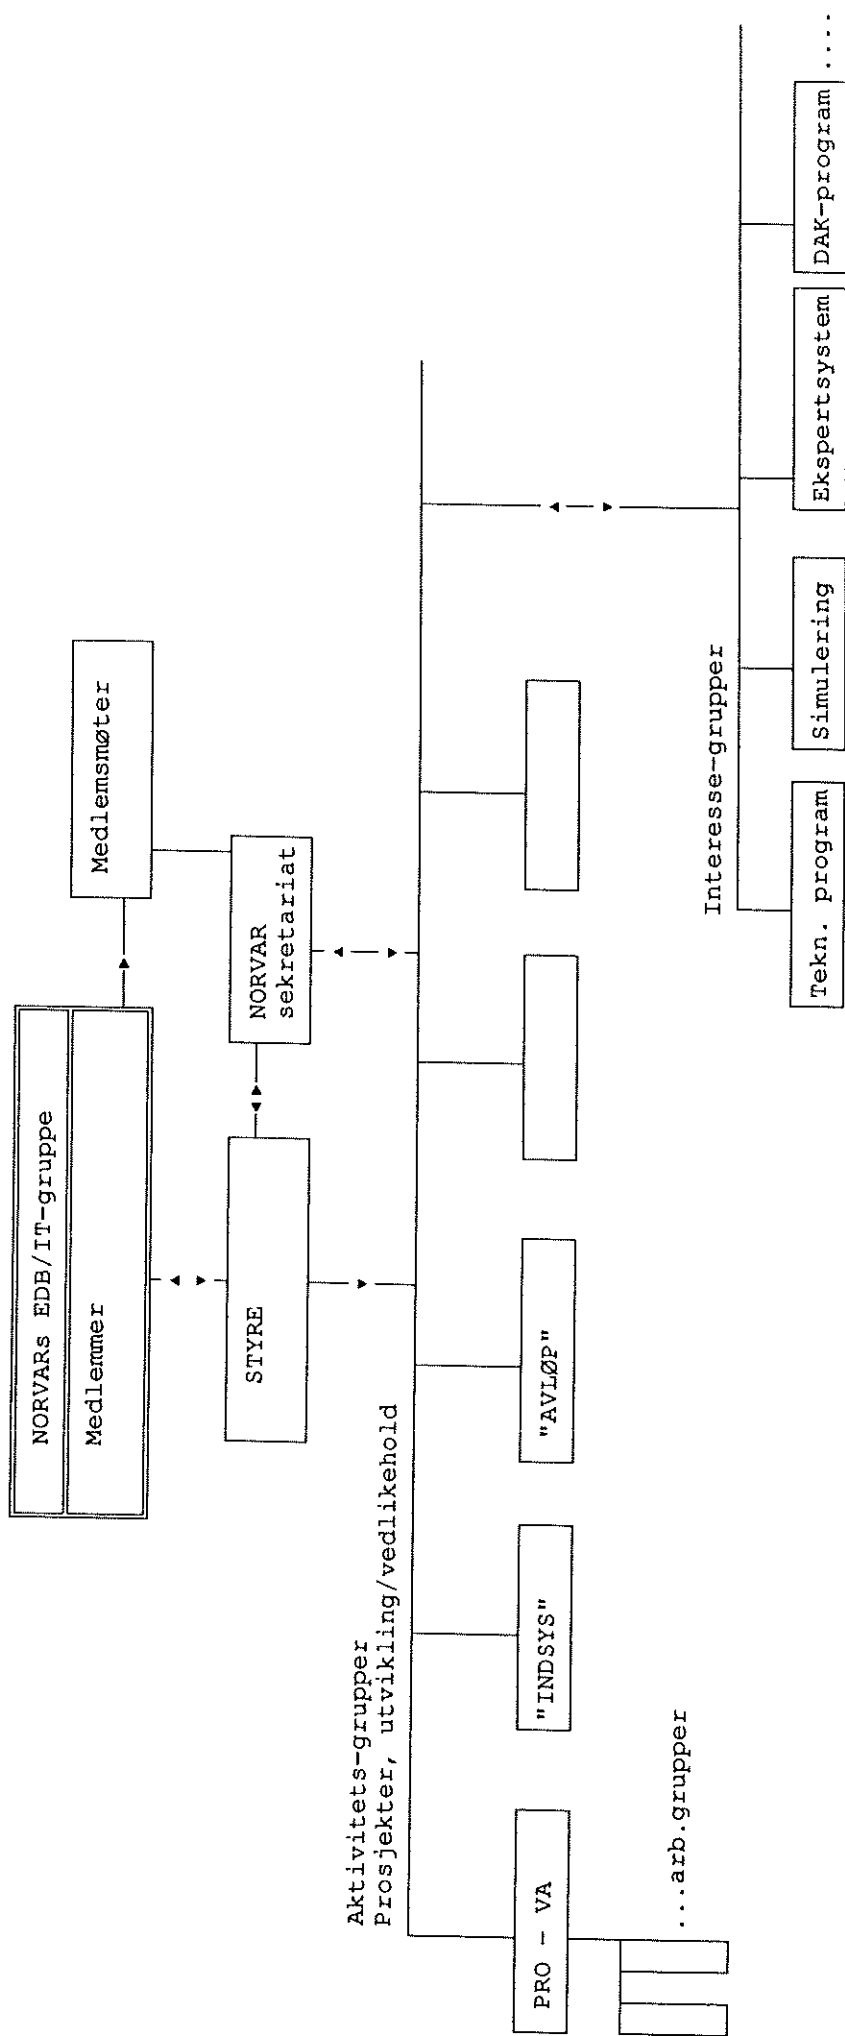 NORVARs EDB/IT-gruppe
Medlemmer
Medlemsmøter
STYRE
NORVAR
sekretariat
Aktivitets-grupper
Prosjekter, utvikling/vedlikehold
PRO - VA
"INDSYS"
"AVLØP"
...arb.grupper
Interesse-grupper
Tekn. program
Simulering
Ekspertsystem
DAK-program
....